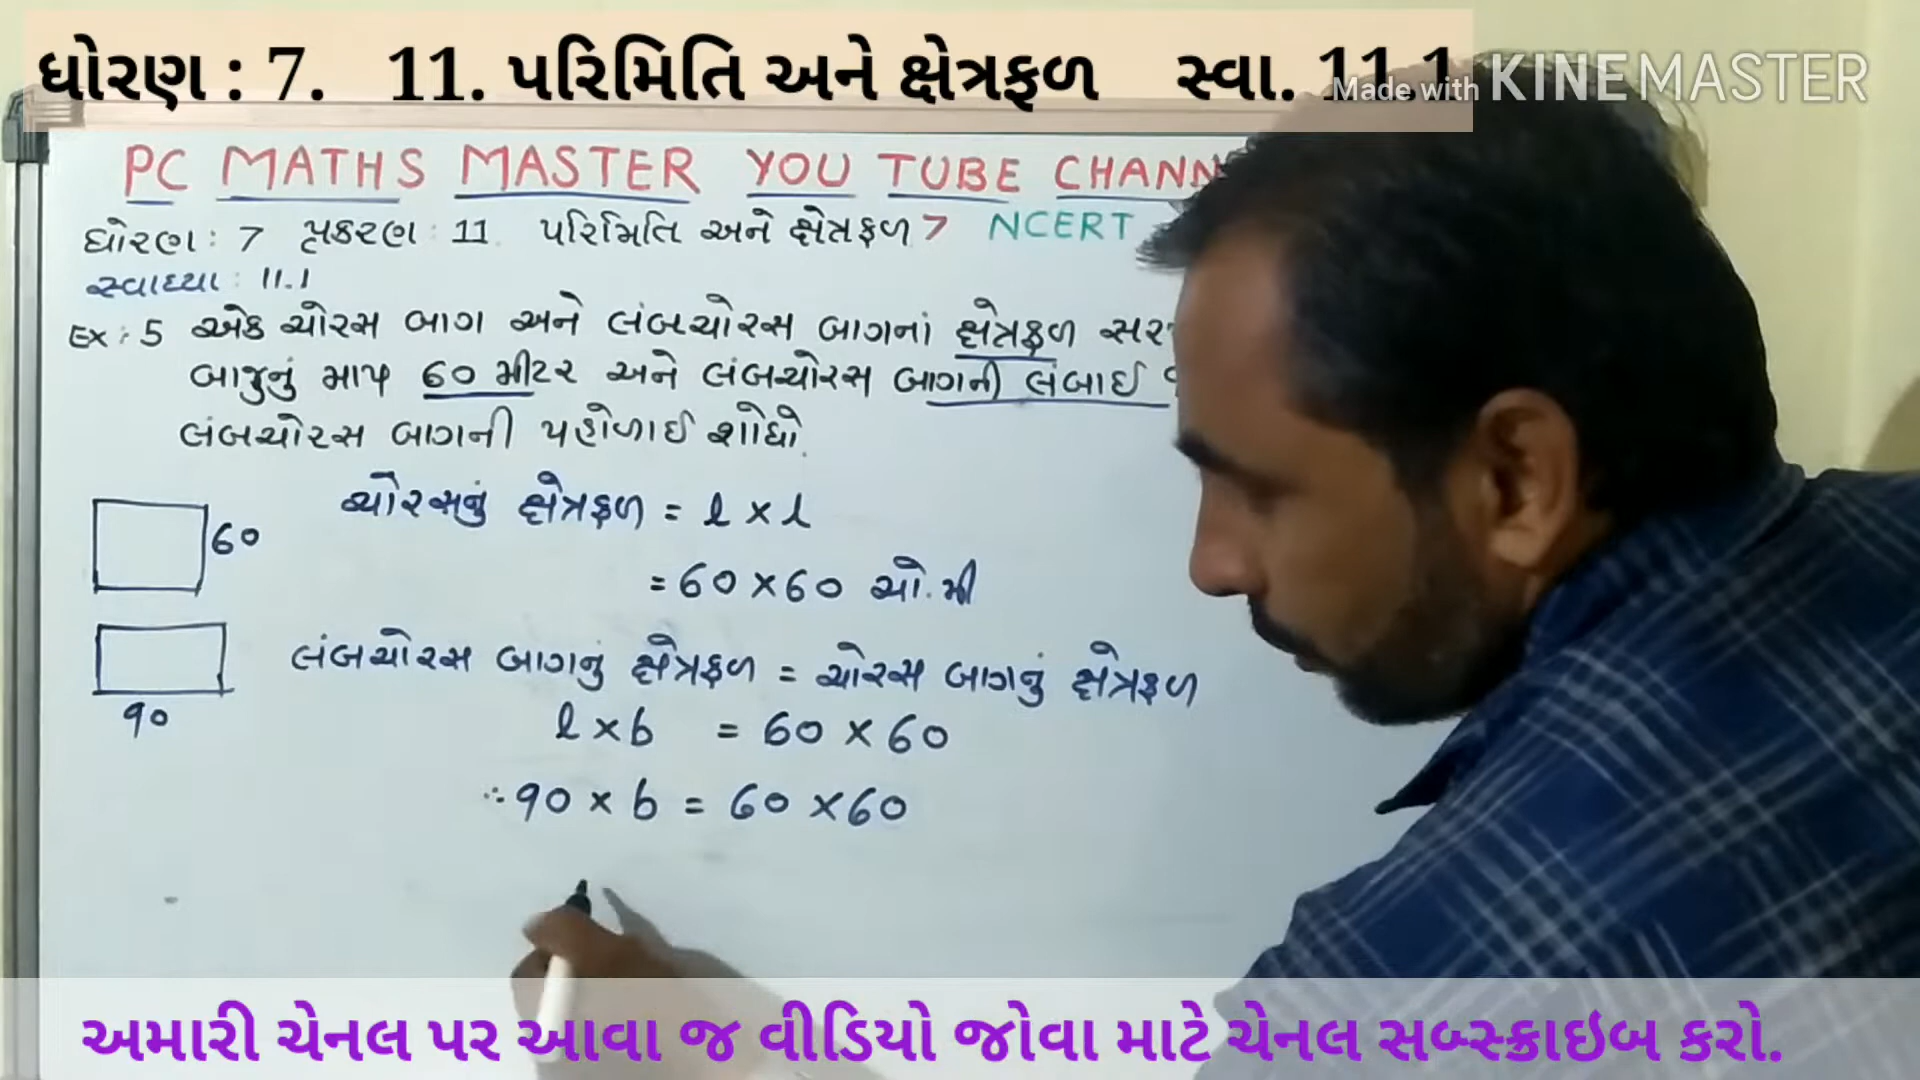 ધોરણ : 7. 11. પરિમિતિ અને ક્ષેત્રફળ સ્વા. 11.1
Made with KINEMASTER
PC MATHS MASTER YOU TUBE
ધોરણ : 7 પ્રકરણ : 11 પરિમિતિ અને ક્ષેત્રફળ 7 NCERT
સ્વાધ્યા : 11.1
Ex : 5 એક ચોરસ બાગ અને લંબચોરસ બાગનાં ક્ષેત્રફળ
બાજુનું માપ 60 મીટર અને લંબચોરસ બાગની લંબાઈ
લંબચોરસ બાગની પહોળાઈ શોધો.
ચોરસનું ક્ષેત્રફળ = l × l
60
= 60 × 60 ચો.મી
લંબચોરસ બાગનું ક્ષેત્રફળ = ચોરસ બાગનું ક્ષેત્રફળ
90
l × b = 60 × 60
∴ 90 × b = 60 × 60
અમારી ચેનલ પર આવા જ વીડિયો જોવા માટે ચેનલ સબ્સ્ક્રાઇબ કરો.